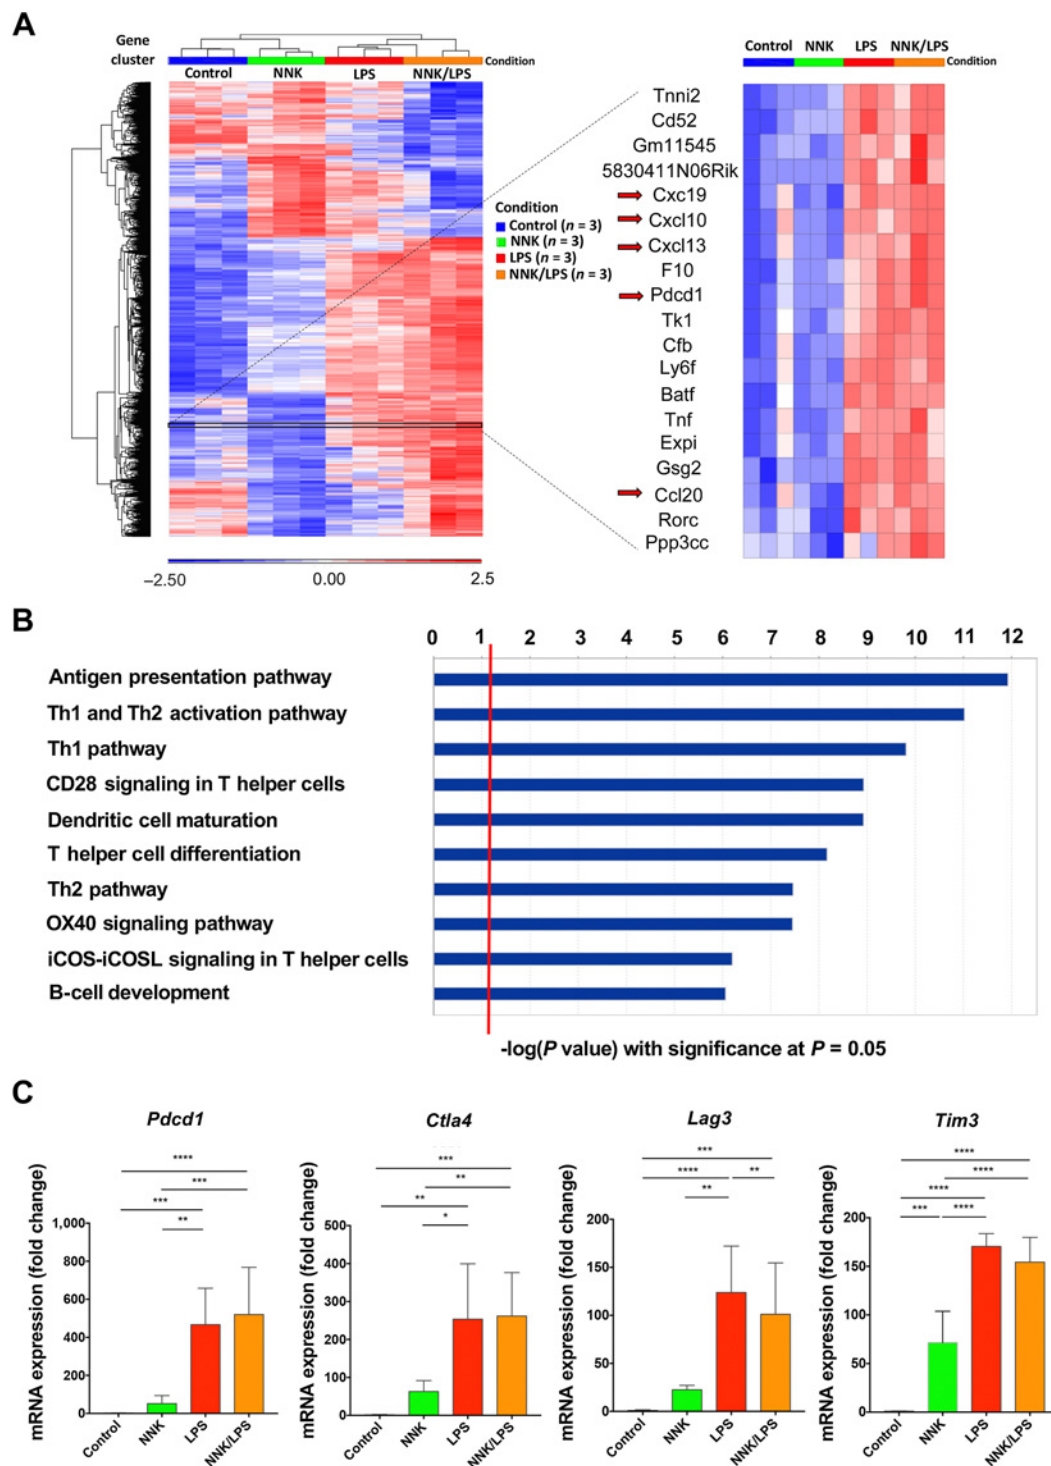 A
Gene
cluster
Condition
Control NNK LPS NNK/LPS
Condition
Control (n = 3)
NNK (n = 3)
LPS (n = 3)
NNK/LPS (n = 3)
−2.50 0.00 2.5
Control NNK LPS NNK/LPS
Condition
Tnni2
Cd52
Gm11545
5830411N06Rik
Cxc19
Cxcl10
Cxcl13
F10
Pdcd1
Tk1
Cfb
Ly6f
Batf
Tnf
Expi
Gsg2
Ccl20
Rorc
Ppp3cc
B
0 1 2 3 4 5 6 7 8 9 10 11 12
Antigen presentation pathway
Th1 and Th2 activation pathway
Th1 pathway
CD28 signaling in T helper cells
Dendritic cell maturation
T helper cell differentiation
Th2 pathway
OX40 signaling pathway
iCOS-iCOSL signaling in T helper cells
B-cell development
-log(P value) with significance at P = 0.05
C
Pdcd1
mRNA expression (fold change)
****
***
***
**
1,000
800
600
400
200
0
Control NNK LPS NNK/LPS
Ctla4
mRNA expression (fold change)
***
**
**
*
500
400
300
200
100
0
Control NNK LPS NNK/LPS
Lag3
mRNA expression (fold change)
***
**** **
**
200
150
100
50
0
Control NNK LPS NNK/LPS
Tim3
mRNA expression (fold change)
****
****
****
*** ****
200
150
100
50
0
Control NNK LPS NNK/LPS